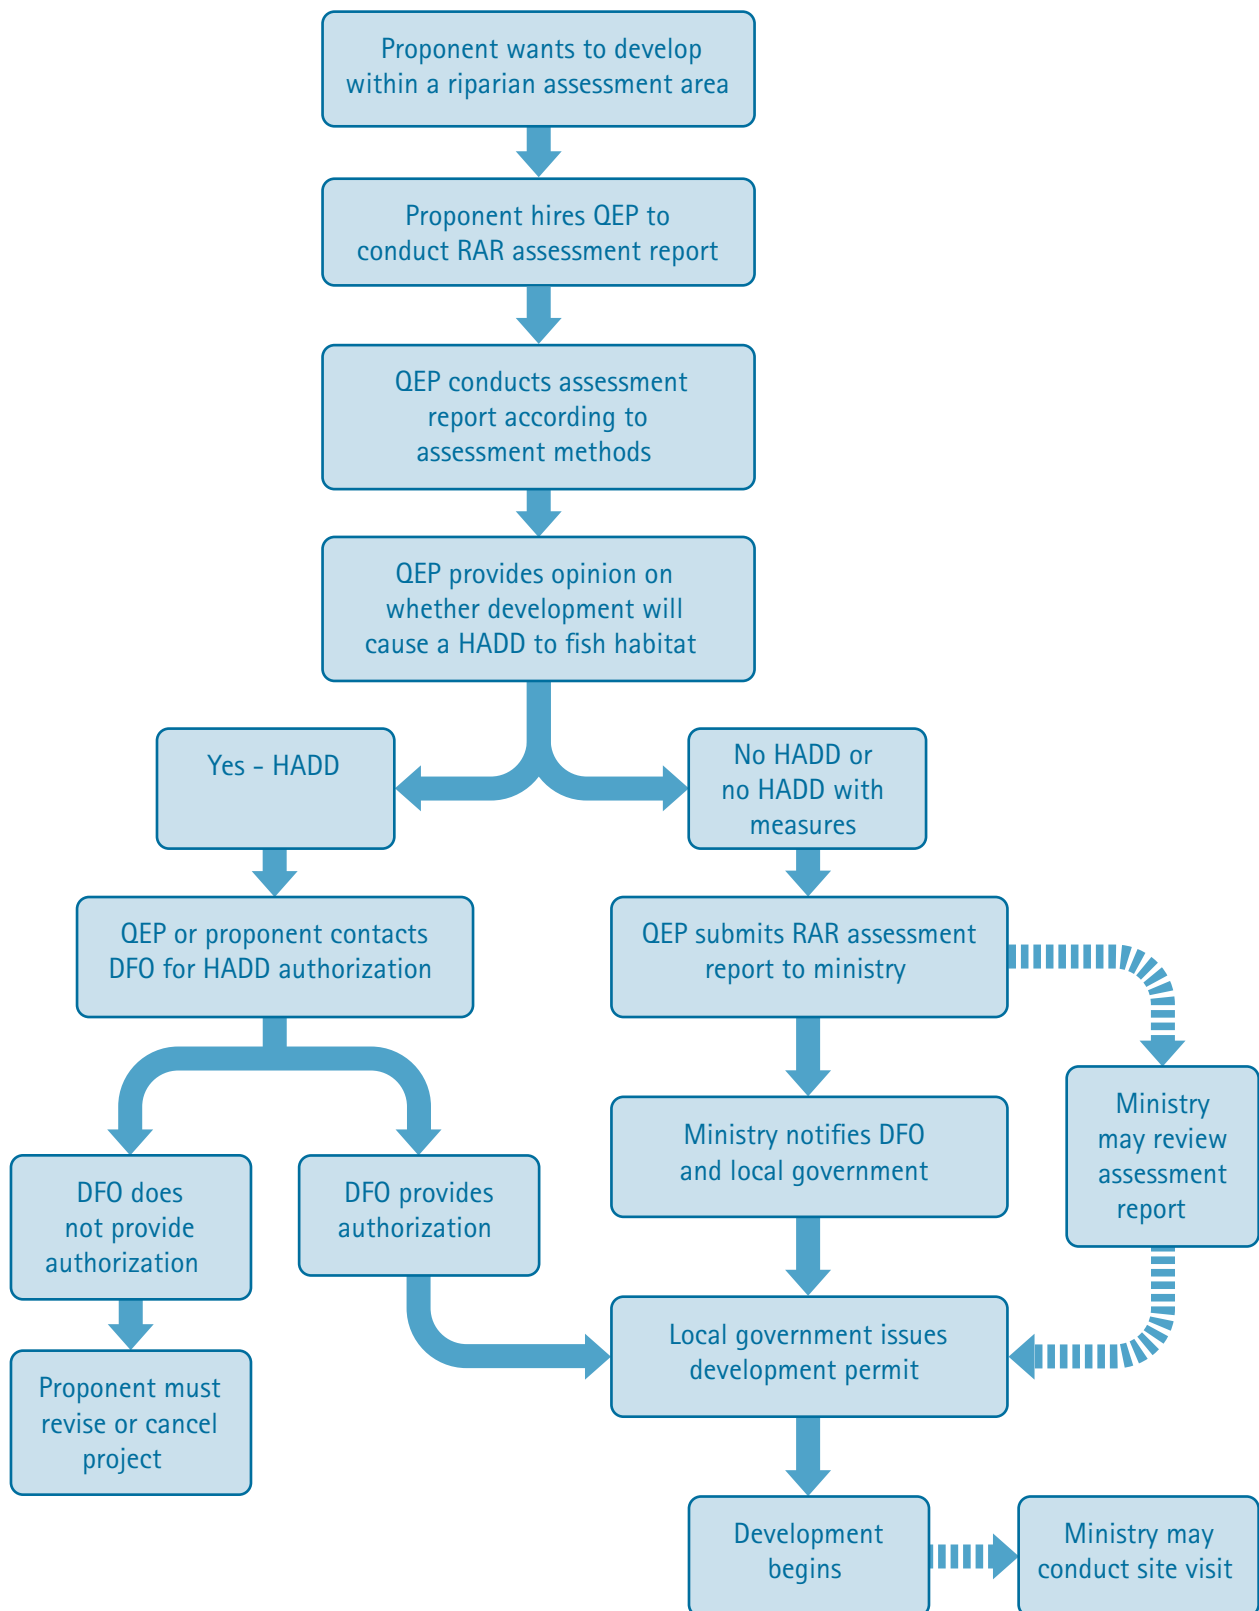 Proponent wants to develop
within a riparian assessment area
Proponent hires QEP to
conduct RAR assessment report
QEP conducts assessment
report according to
assessment methods
QEP provides opinion on
whether development will
cause a HADD to fish habitat
Yes - HADD
No HADD or
no HADD with
measures
QEP or proponent contacts
DFO for HADD authorization
QEP submits RAR assessment
report to ministry
Ministry
may review
assessment
report
Ministry notifies DFO
and local government
DFO does
not provide
authorization
DFO provides
authorization
Local government issues
development permit
Proponent must
revise or cancel
project
Development
begins
Ministry may
conduct site visit